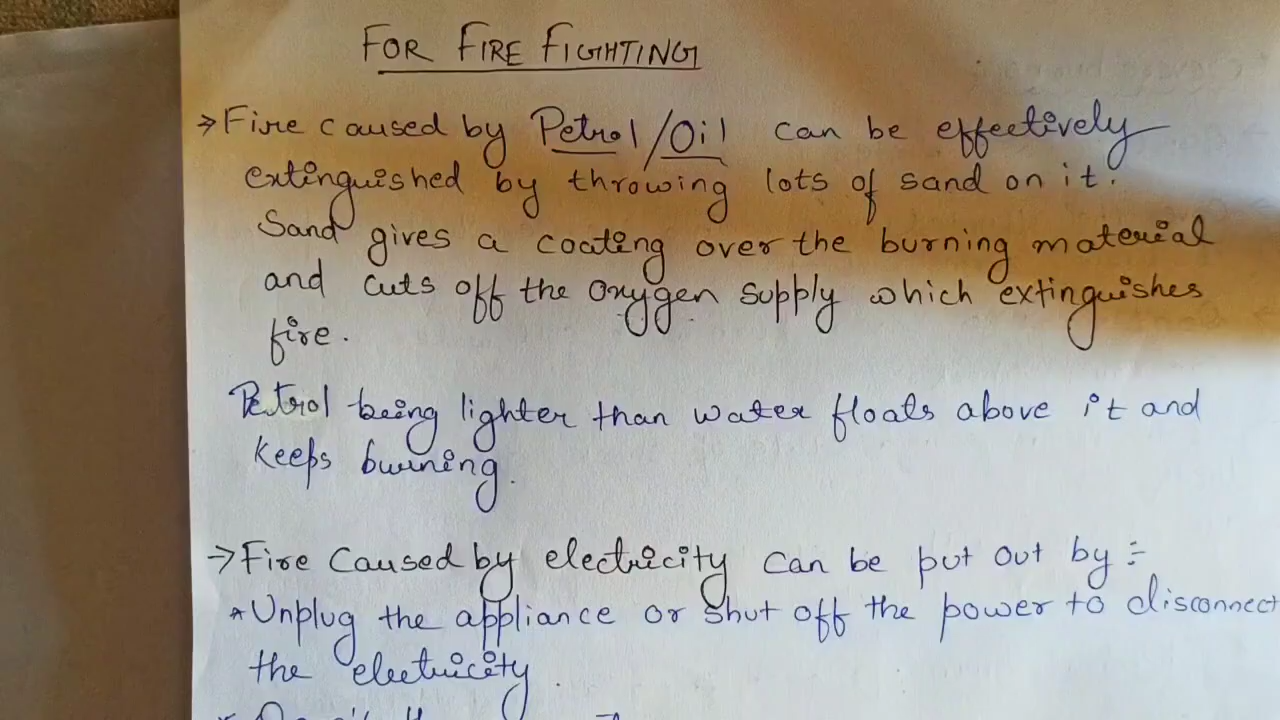 FOR FIRE FIGHTING
→ Fire caused by Petrol/Oil can be effectively
extinguished by throwing lots of sand on it.
Sand gives a coating over the burning material
and cuts off the oxygen supply which extinguishes
fire.
Petrol being lighter than water floats above it and
keeps burning.
→ Fire caused by electricity can be put out by :-
* Unplug the appliance or shut off the power to disconnect
the electricity